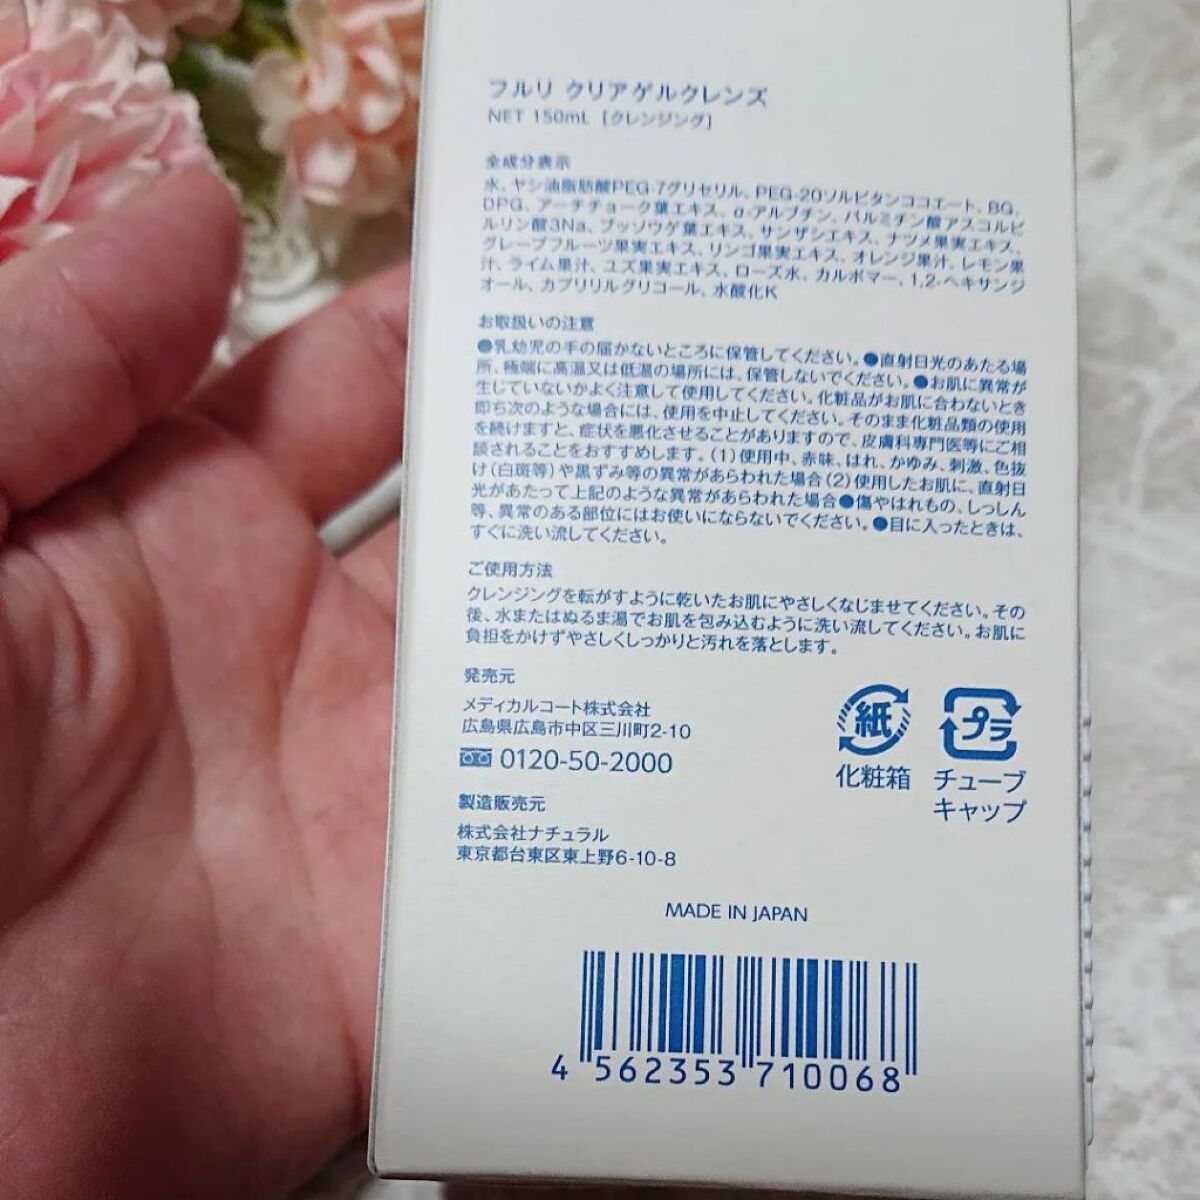 フルリ クリアゲルクレンズ
NET 150mL [クレンジング]
全成分表示
水、ヤシ油脂肪酸PEG-7グリセリル、PEG-20ソルビタンココエート、BG、
DPG、アーチチョーク葉エキス、α-アルブチン、パルミチン酸アスコルビ
ルリン酸3Na、ブッソウゲ葉エキス、サンザシエキス、ナツメ果実エキス、
グレープフルーツ果実エキス、リンゴ果実エキス、オレンジ果汁、レモン果
汁、ライム果汁、ユズ果実エキス、ローズ水、カルボマー、1,2-ヘキサンジ
オール、カプリリルグリコール、水酸化K
お取扱いの注意
●乳幼児の手の届かないところに保管してください。●直射日光のあたる場
所、極端に高温又は低温の場所には、保管しないでください。●お肌に異常が
生じていないかよく注意して使用してください。化粧品がお肌に合わないとき
即ち次のような場合には、使用を中止してください。そのまま化粧品類の使用
を続けますと、症状を悪化させることがありますので、皮膚科専門医等にご相
談されることをおすすめします。(1)使用中、赤味、はれ、かゆみ、刺激、色抜
け(白斑等)や黒ずみ等の異常があらわれた場合(2)使用したお肌に、直射日
光があたって上記のような異常があらわれた場合●傷やはれもの、しっしん
等、異常のある部位にはお使いにならないでください。●目に入ったときは、
すぐに洗い流してください。
ご使用方法
クレンジングを転がすように乾いたお肌にやさしくなじませてください。その
後、水またはぬるま湯でお肌を包み込むように洗い流してください。お肌に
負担をかけずやさしくしっかりと汚れを落とします。
発売元
メディカルコート株式会社
広島県広島市中区三川町2-10
0120-50-2000
製造販売元
株式会社ナチュラル
東京都台東区東上野6-10-8
紙
化粧箱
プラ
チューブ
キャップ
MADE IN JAPAN
4 562353 710068